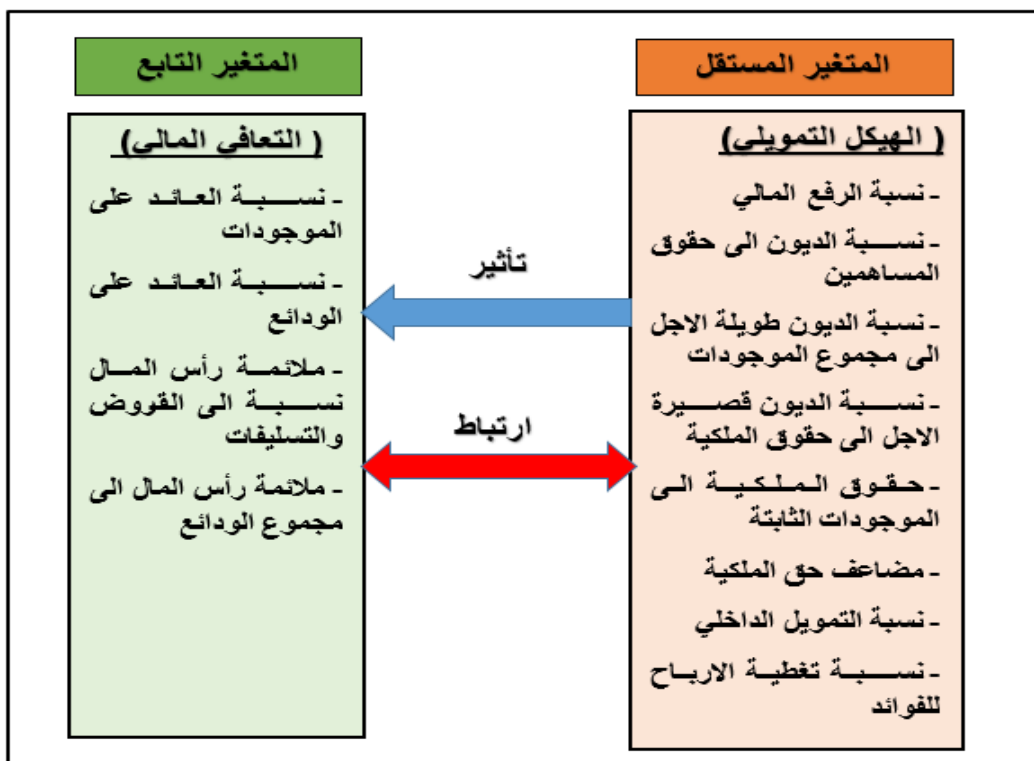 المتغير المستقل
( الهيكل التمويلي)
- نسبة الرفع المالي
- نسبة الديون الى حقوق
المساهمين
- نسبة الديون طويلة الاجل
الى مجموع الموجودات
- نسبة الديون قصيرة
الاجل الى حقوق الملكية
- حقوق الملكية الى
الموجودات الثابتة
- مضاعف حق الملكية
- نسبة التمويل الداخلي
- نسبة تغطية الارباح
للفوائد
تأثير
ارتباط
المتغير التابع
( التعافي المالي)
- نسبة العائد على
الموجودات
- نسبة العائد على
الودائع
- ملائمة رأس المال
نسبة الى القروض
والتسليفات
- ملائمة رأس المال الى
مجموع الودائع